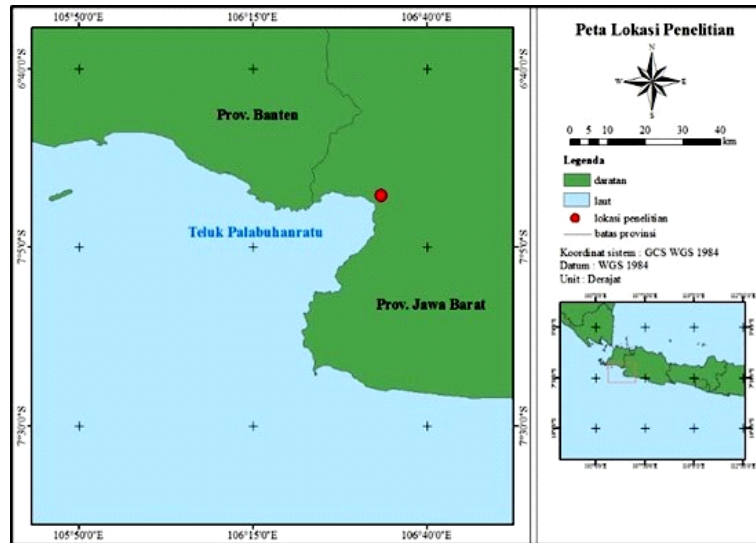 105°50'0"E 106°15'0"E 106°40'0"E
6°40'0"S
6°40'0"S
Prov. Banten
Teluk Palabuhanratu
7°5'0"S
7°5'0"S
Prov. Jawa Barat
7°30'0"S
7°30'0"S
105°50'0"E 106°15'0"E 106°40'0"E
Peta Lokasi Penelitian
N
W E
S
0 5 10 20 30 40
km
Legenda
daratan
laut
lokasi penelitian
batas provinsi
Koordinat sistem : GCS WGS 1984
Datum : WGS 1984
Unit : Derajat